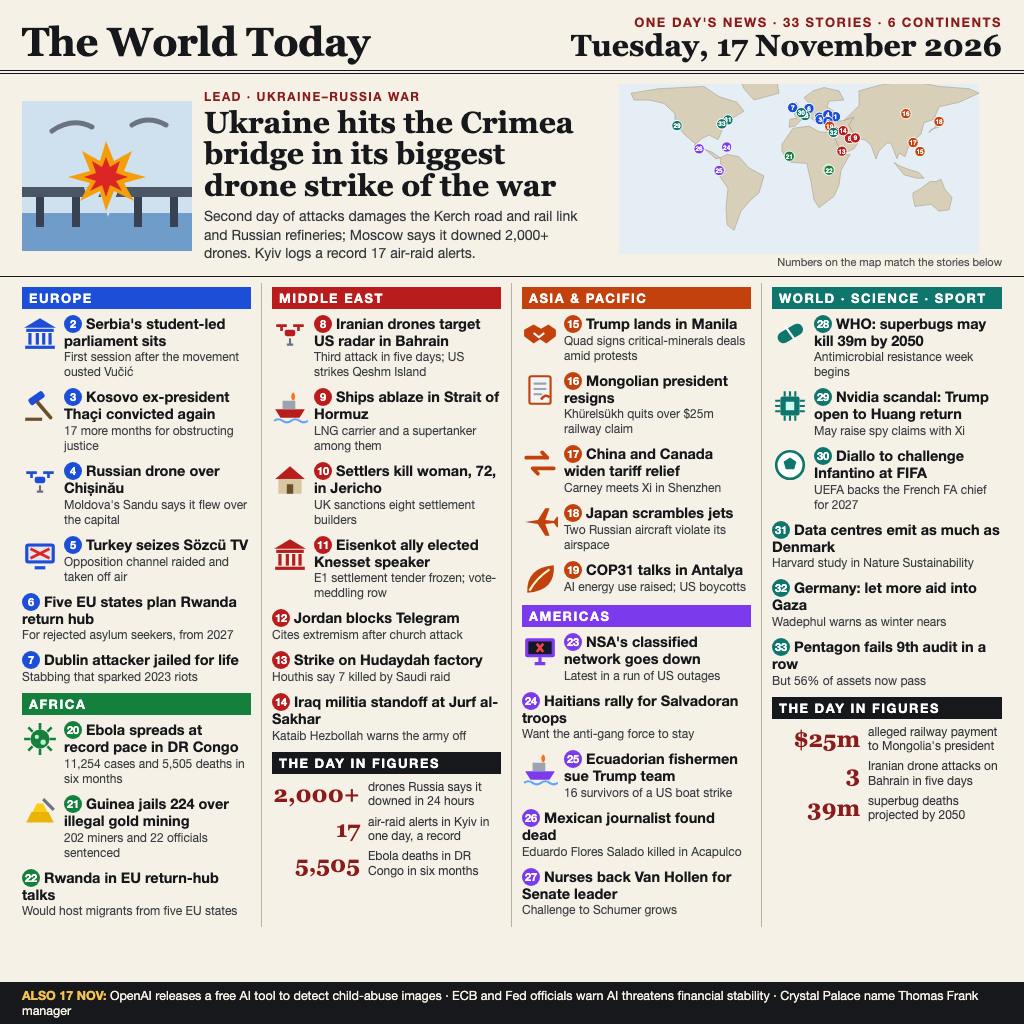 The World Today
ONE DAY'S NEWS · 33 STORIES · 6 CONTINENTS
Tuesday, 17 November 2026
LEAD · UKRAINE–RUSSIA WAR
Ukraine hits the Crimea
bridge in its biggest
drone strike of the war
Second day of attacks damages the Kerch road and rail link
and Russian refineries; Moscow says it downed 2,000+
drones. Kyiv logs a record 17 air-raid alerts.
Numbers on the map match the stories below
EUROPE
2 Serbia's student-led
parliament sits
First session after the movement
ousted Vučić
3 Kosovo ex-president
Thaçi convicted again
17 more months for obstructing
justice
4 Russian drone over
Chișinău
Moldova's Sandu says it flew over
the capital
5 Turkey seizes Sözcü TV
Opposition channel raided and
taken off air
6 Five EU states plan Rwanda
return hub
For rejected asylum seekers, from 2027
7 Dublin attacker jailed for life
Stabbing that sparked 2023 riots
AFRICA
20 Ebola spreads at
record pace in DR Congo
11,254 cases and 5,505 deaths in
six months
21 Guinea jails 224 over
illegal gold mining
202 miners and 22 officials
sentenced
22 Rwanda in EU return-hub
talks
Would host migrants from five EU states
MIDDLE EAST
8 Iranian drones target
US radar in Bahrain
Third attack in five days; US
strikes Qeshm Island
9 Ships ablaze in Strait of
Hormuz
LNG carrier and a supertanker
among them
10 Settlers kill woman, 72,
in Jericho
UK sanctions eight settlement
builders
11 Eisenkot ally elected
Knesset speaker
E1 settlement tender frozen; vote-
meddling row
12 Jordan blocks Telegram
Cites extremism after church attack
13 Strike on Hudaydah factory
Houthis say 7 killed by Saudi raid
14 Iraq militia standoff at Jurf al-
Sakhar
Kataib Hezbollah warns the army off
THE DAY IN FIGURES
2,000+ drones Russia says it
downed in 24 hours
17 air-raid alerts in Kyiv in
one day, a record
5,505 Ebola deaths in DR
Congo in six months
ASIA & PACIFIC
15 Trump lands in Manila
Quad signs critical-minerals deals
amid protests
16 Mongolian president
resigns
Khürelsükh quits over $25m
railway claim
17 China and Canada
widen tariff relief
Carney meets Xi in Shenzhen
18 Japan scrambles jets
Two Russian aircraft violate its
airspace
19 COP31 talks in Antalya
AI energy use raised; US boycotts
AMERICAS
23 NSA's classified
network goes down
Latest in a run of US outages
24 Haitians rally for Salvadoran
troops
Want the anti-gang force to stay
25 Ecuadorian fishermen
sue Trump team
16 survivors of a US boat strike
26 Mexican journalist found
dead
Eduardo Flores Salado killed in Acapulco
27 Nurses back Van Hollen for
Senate leader
Challenge to Schumer grows
WORLD · SCIENCE · SPORT
28 WHO: superbugs may
kill 39m by 2050
Antimicrobial resistance week
begins
29 Nvidia scandal: Trump
open to Huang return
May raise spy claims with Xi
30 Diallo to challenge
Infantino at FIFA
UEFA backs the French FA chief
for 2027
31 Data centres emit as much as
Denmark
Harvard study in Nature Sustainability
32 Germany: let more aid into
Gaza
Wadephul warns as winter nears
33 Pentagon fails 9th audit in a
row
But 56% of assets now pass
THE DAY IN FIGURES
$25m alleged railway payment
to Mongolia's president
3 Iranian drone attacks on
Bahrain in five days
39m superbug deaths
projected by 2050
ALSO 17 NOV: OpenAI releases a free AI tool to detect child-abuse images · ECB and Fed officials warn AI threatens financial stability · Crystal Palace name Thomas Frank
manager